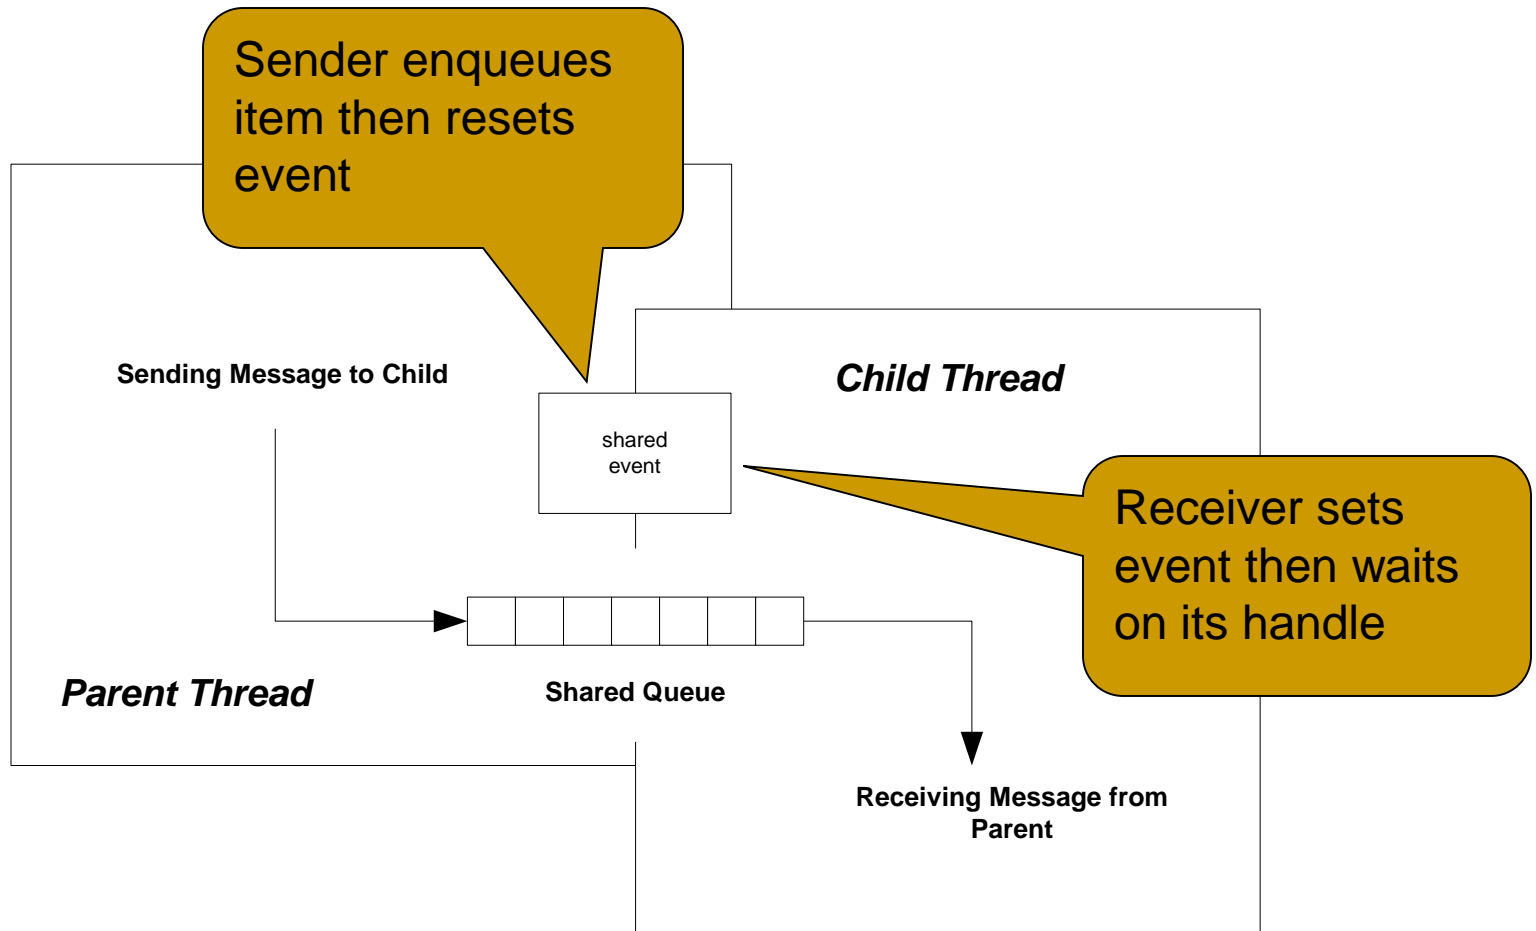 Sender enqueues
item then resets
event
Sending Message to Child
Child Thread
shared
event
Receiver sets
event then waits
on its handle
Parent Thread
Shared Queue
Receiving Message from
Parent